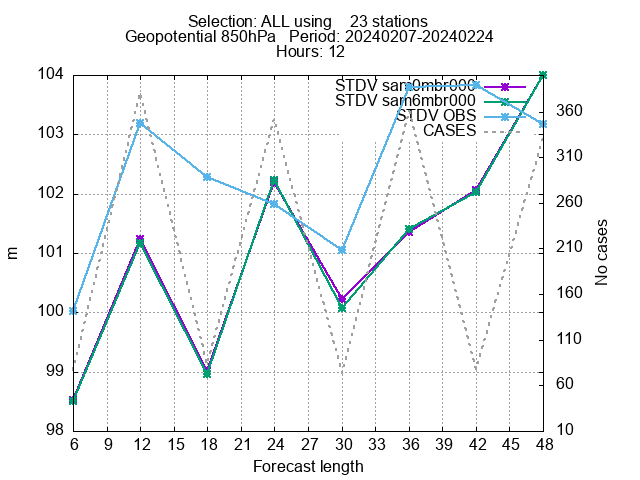 Selection: ALL using 23 stations
Geopotential 850hPa Period: 20240207-20240224
Hours: 12
STDV sam0mbr000
STDV sam6mbr000
STDV OBS
CASES
104
103
102
101
100
99
98
m
360
310
260
210
160
110
60
10
No cases
6 9 12 15 18 21 24 27 30 33 36 39 42 45 48
Forecast length